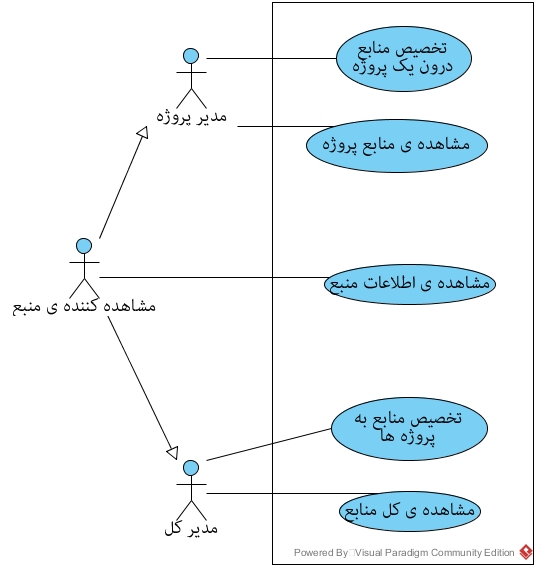 تخصیص منابع
درون یک پروژه
مدیر پروژه
مشاهده ی منابع پروژه
مشاهده ی اطلاعات منبع
مشاهده کننده ی منبع
تخصیص منابع به
پروژه ها
مشاهده ی کل منابع
مدیر کل
Powered By Visual Paradigm Community Edition